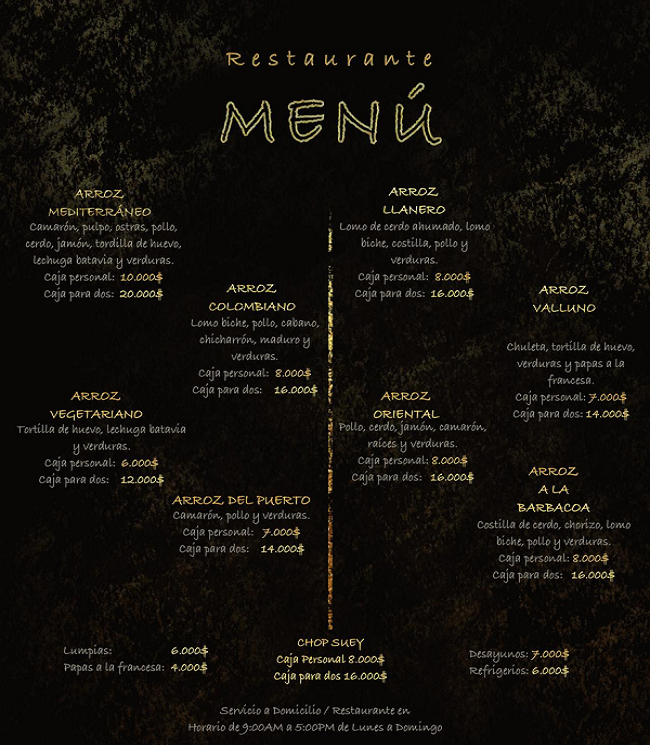 Restaurante
MENÚ
ARROZ
MEDITERRÁNEO
Camarón, pulpo, ostras, pollo,
cerdo, jamón, tordilla de huevo,
lechuga batavia y verduras.
Caja personal: 10.000$
Caja para dos: 20.000$
ARROZ
COLOMBIANO
Lomo biche, pollo, cabano,
chicharrón, maduro y
verduras.
Caja personal: 8.000$
Caja para dos: 16.000$
ARROZ
VEGETARIANO
Tortilla de huevo, lechuga batavia
y verduras.
Caja personal: 6.000$
Caja para dos: 12.000$
ARROZ DEL PUERTO
Camarón, pollo y verduras.
Caja personal: 7.000$
Caja para dos: 14.000$
ARROZ
LLANERO
Lomo de cerdo ahumado, lomo
biche, costilla, pollo y
verduras.
Caja personal: 8.000$
Caja para dos: 16.000$
ARROZ
VALLUNO
Chuleta, tortilla de huevo,
verduras y papas a la
francesa.
Caja personal: 7.000$
Caja para dos: 14.000$
ARROZ
ORIENTAL
Pollo, cerdo, jamón, camarón,
raíces y verduras.
Caja personal: 8.000$
Caja para dos: 16.000$
ARROZ
A LA
BARBACOA
Costilla de cerdo, chorizo, lomo
biche, pollo y verduras.
Caja personal: 8.000$
Caja para dos: 16.000$
Lumpias: 6.000$
Papas a la francesa: 4.000$
CHOP SUEY
Caja Personal 8.000$
Caja para dos 16.000$
Desayunos: 7.000$
Refrigerios: 6.000$
Servicio a Domicilio / Restaurante en
Horario de 9:00AM a 5:00PM de Lunes a Domingo